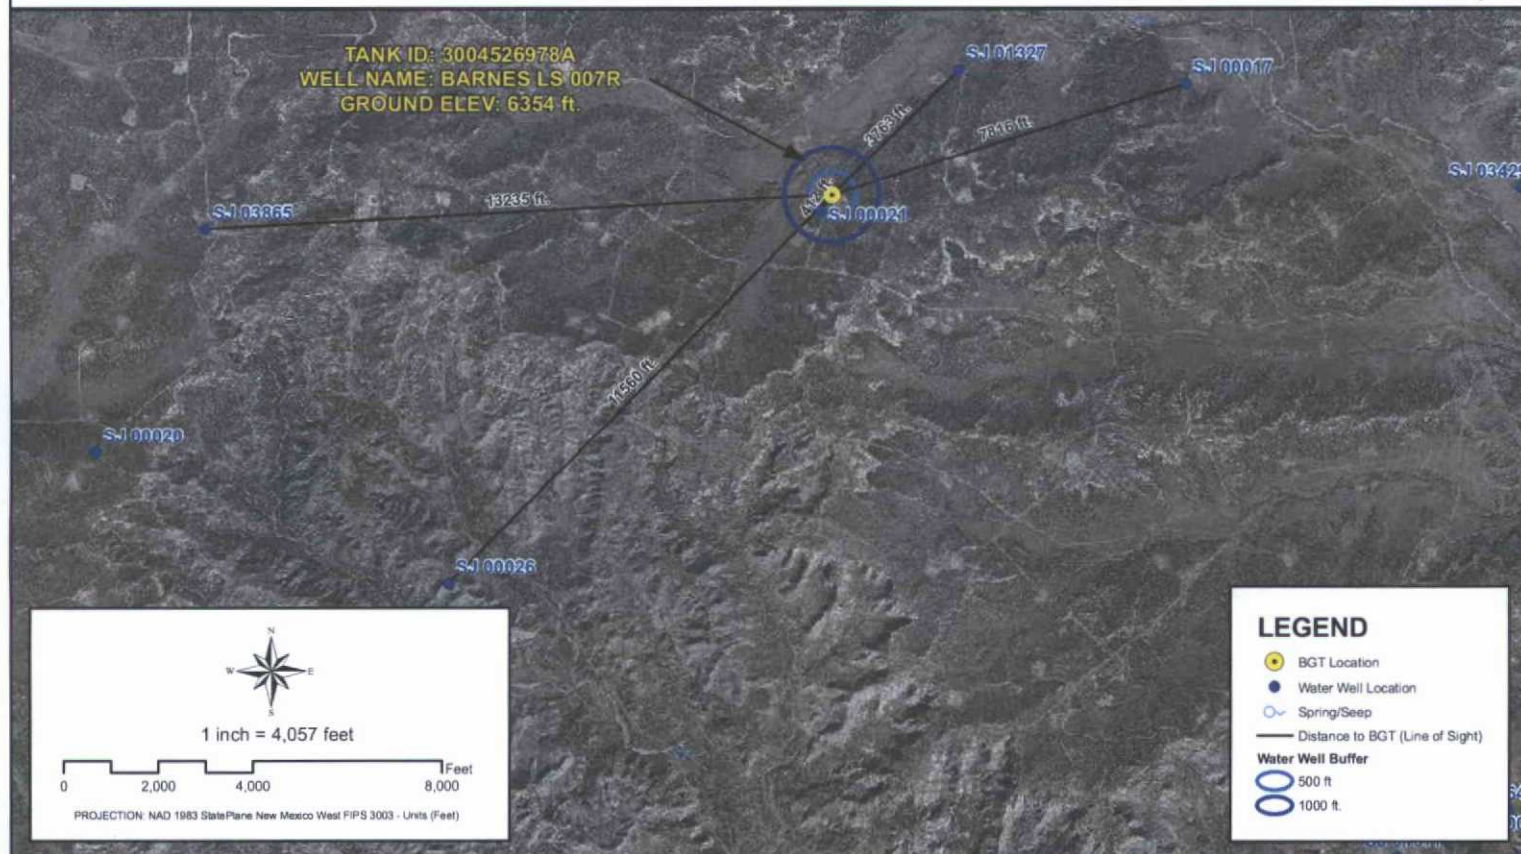 TANK ID: 3004526978A
WELL NAME: BARNES LS 007R
GROUND ELEV: 6354 ft.
SJ 01327
SJ 00017
3763 ft.
7816 ft.
SJ 03865
13235 ft.
SJ 00021
11560 ft.
SJ 00020
SJ 00026
N
W
E
S
1 inch = 4,057 feet
Feet
0
2,000
4,000
8,000
PROJECTION: NAD 1983 StatePlane New Mexico West FIPS 3003 - Units (Feet)
LEGEND
BGT Location
Water Well Location
Spring/Seep
Distance to BGT (Line of Sight)
Water Well Buffer
500 ft
1000 ft.